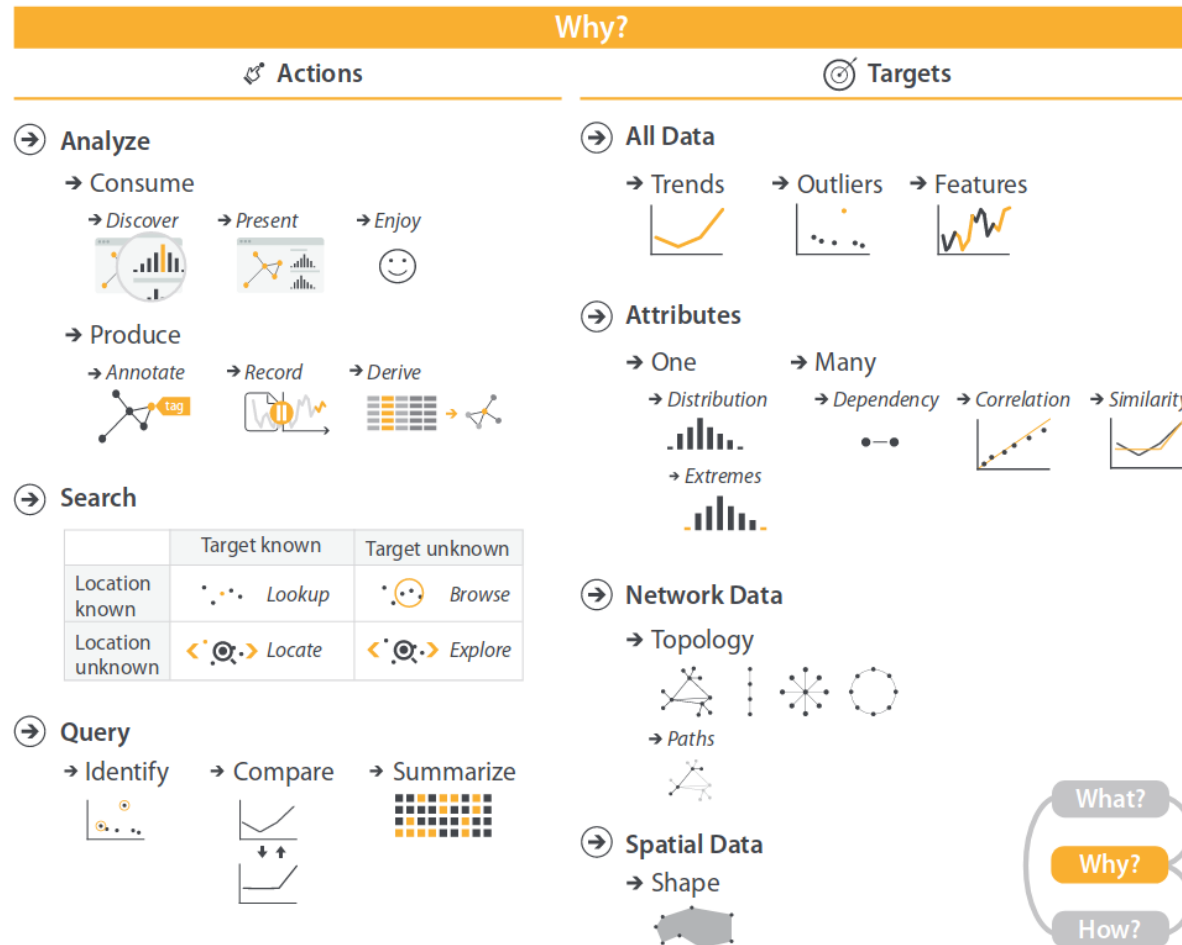 Why?
Actions
Analyze
Consume
Discover
Present
Enjoy
Produce
Annotate
Record
Derive
tag
Search
Target known
Target unknown
Location
known
Lookup
Browse
Location
unknown
Locate
Explore
Query
Identify
Compare
Summarize
Targets
All Data
Trends
Outliers
Features
Attributes
One
Many
Distribution
Dependency
Correlation
Similarity
Extremes
Network Data
Topology
Paths
Spatial Data
Shape
What?
Why?
How?